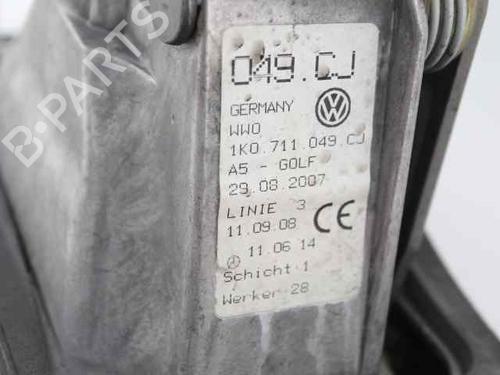 049.CJ
GERMANY
WWO
1K0.711.049.CJ
A5 - GOLF
29.08.2007
LINIE 3
11.09.08 CE
11.06 14
Schicht 1
Werker 28
B-PARTS